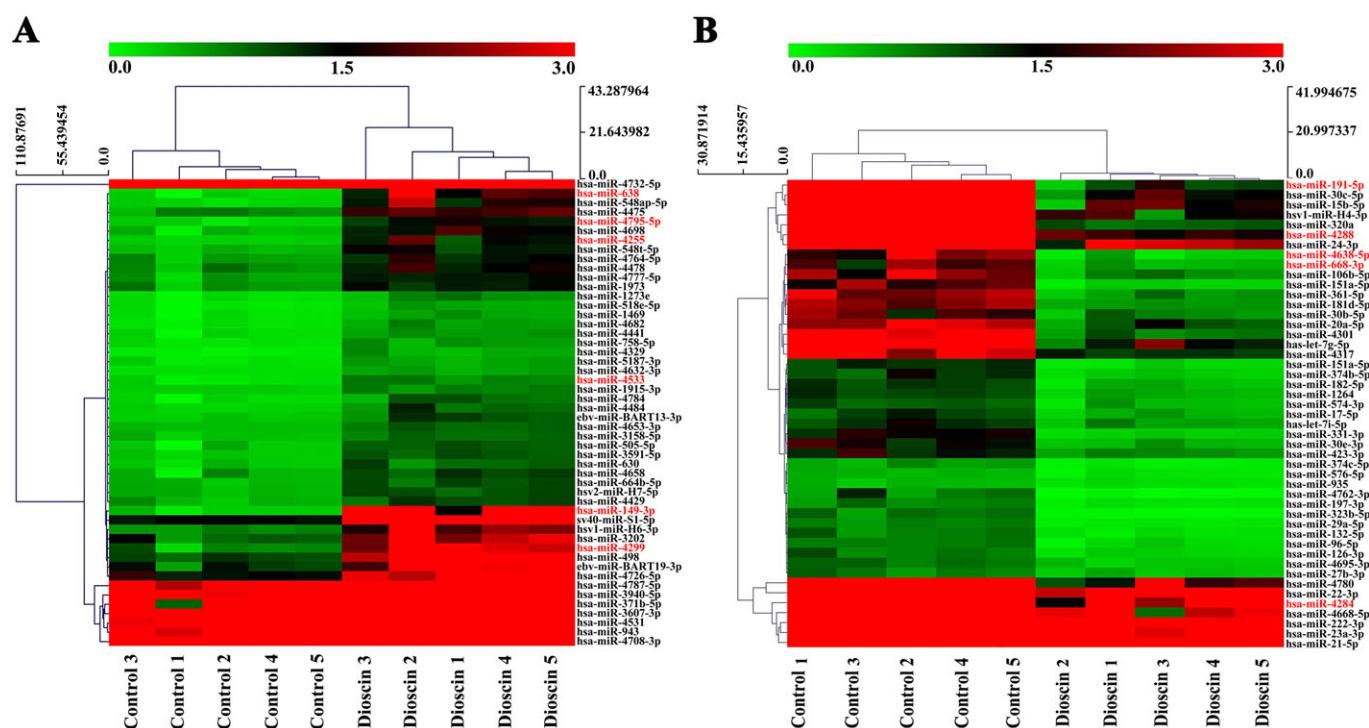 A
0.0 1.5 3.0
43.287964
21.643982
0.0
110.87691
55.439454
0.0
hsa-miR-4732-5p
hsa-miR-638
hsa-miR-548ap-5p
hsa-miR-4475
hsa-miR-4795-5p
hsa-miR-4698
hsa-miR-4255
hsa-miR-548t-5p
hsa-miR-4764-5p
hsa-miR-4478
hsa-miR-4777-5p
hsa-miR-1973
hsa-miR-1273e
hsa-miR-518e-5p
hsa-miR-1469
hsa-miR-4682
hsa-miR-4441
hsa-miR-758-5p
hsa-miR-4329
hsa-miR-5187-3p
hsa-miR-4632-3p
hsa-miR-4533
hsa-miR-1915-3p
hsa-miR-4784
hsa-miR-4484
ebv-miR-BART13-3p
hsa-miR-4653-3p
hsa-miR-3158-5p
hsa-miR-505-5p
hsa-miR-3591-5p
hsa-miR-630
hsa-miR-4658
hsa-miR-664b-5p
hsv2-miR-H7-5p
hsa-miR-4429
hsa-miR-149-3p
sv40-miR-S1-5p
hsv1-miR-H6-3p
hsa-miR-3202
hsa-miR-4299
hsa-miR-498
ebv-miR-BART19-3p
hsa-miR-4726-5p
hsa-miR-4787-5p
hsa-miR-3940-5p
hsa-miR-371b-5p
hsa-miR-3607-3p
hsa-miR-4531
hsa-miR-943
hsa-miR-4708-3p
Control 3
Control 1
Control 2
Control 4
Control 5
Dioscin 3
Dioscin 2
Dioscin 1
Dioscin 4
Dioscin 5
B
0.0 1.5 3.0
41.994675
20.997337
0.0
30.871914
15.435957
0.0
hsa-miR-191-5p
hsa-miR-30c-5p
hsa-miR-15b-5p
hsv1-miR-H4-3p
hsa-miR-320a
hsa-miR-4288
hsa-miR-24-3p
hsa-miR-4638-5p
hsa-miR-668-3p
hsa-miR-106b-5p
hsa-miR-151a-5p
hsa-miR-361-5p
hsa-miR-181d-5p
hsa-miR-30b-5p
hsa-miR-20a-5p
hsa-miR-4301
has-let-7g-5p
hsa-miR-4317
hsa-miR-151a-5p
hsa-miR-374b-5p
hsa-miR-182-5p
hsa-miR-1264
hsa-miR-574-3p
hsa-miR-17-5p
has-let-7i-5p
hsa-miR-331-3p
hsa-miR-30e-3p
hsa-miR-423-3p
hsa-miR-374c-5p
hsa-miR-576-5p
hsa-miR-935
hsa-miR-4762-3p
hsa-miR-197-3p
hsa-miR-323b-5p
hsa-miR-29a-5p
hsa-miR-132-5p
hsa-miR-96-5p
hsa-miR-126-3p
hsa-miR-4695-3p
hsa-miR-27b-3p
hsa-miR-4780
hsa-miR-22-3p
hsa-miR-4284
hsa-miR-4668-5p
hsa-miR-222-3p
hsa-miR-23a-3p
hsa-miR-21-5p
Control 1
Control 3
Control 2
Control 4
Control 5
Dioscin 2
Dioscin 1
Dioscin 3
Dioscin 4
Dioscin 5